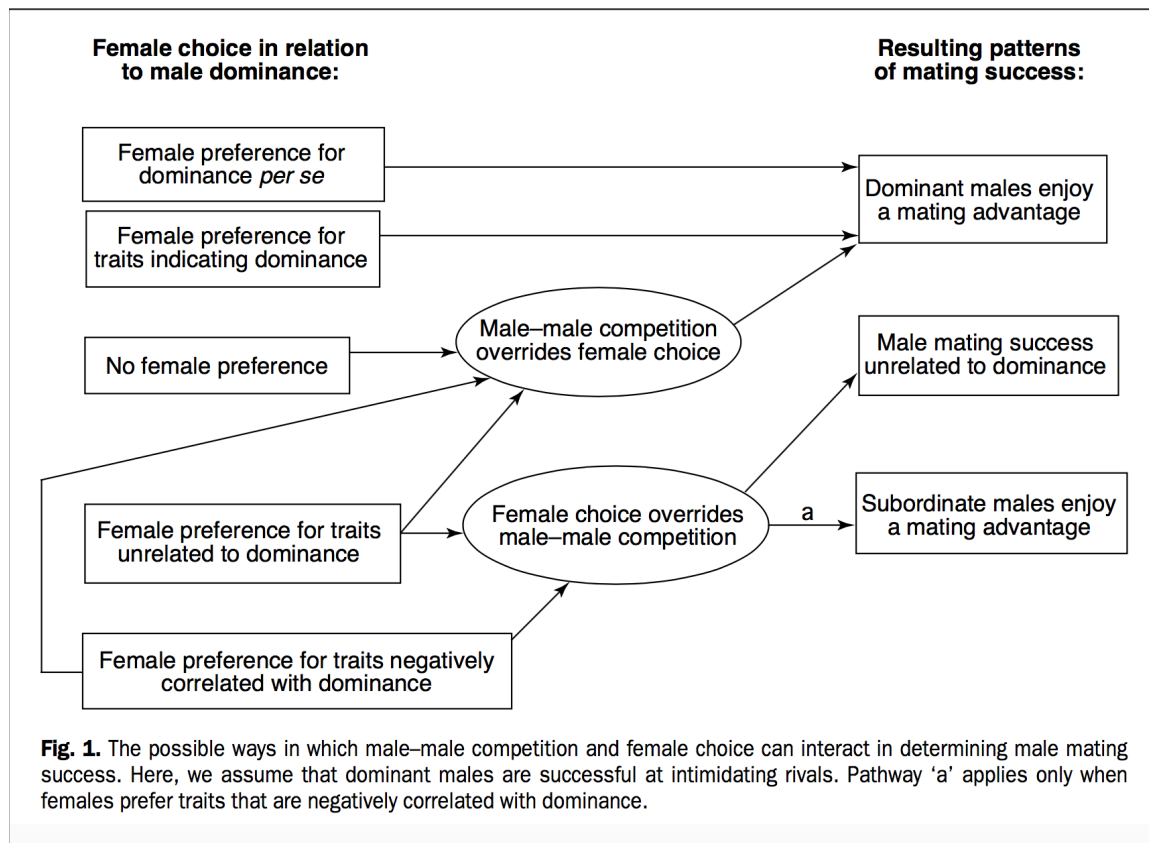 Female choice in relation
to male dominance:
Resulting patterns
of mating success:
Female preference for
dominance per se
Dominant males enjoy
a mating advantage
Female preference for
traits indicating dominance
Male–male competition
overrides female choice
Male mating success
unrelated to dominance
No female preference
Female preference for traits
unrelated to dominance
Female choice overrides
male–male competition
a
Subordinate males enjoy
a mating advantage
Female preference for traits negatively
correlated with dominance
Fig. 1. The possible ways in which male–male competition and female choice can interact in determining male mating
success. Here, we assume that dominant males are successful at intimidating rivals. Pathway ‘a’ applies only when
females prefer traits that are negatively correlated with dominance.